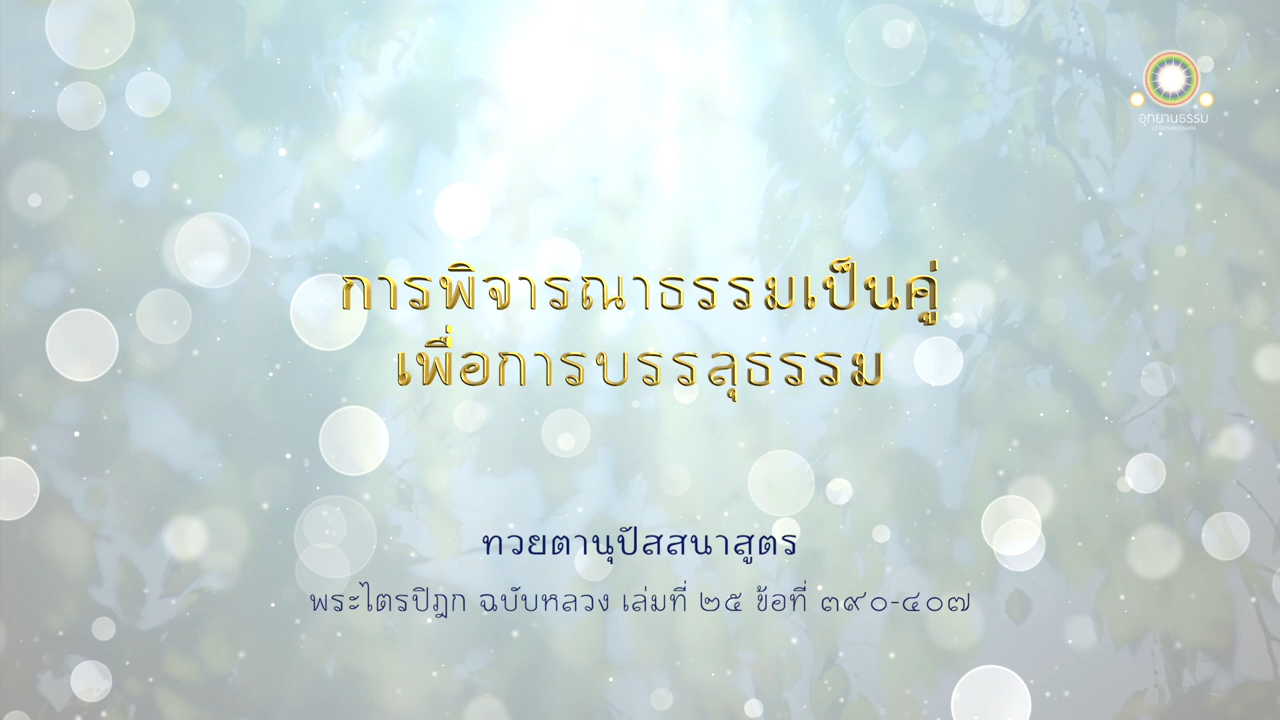 อุทยานธรรม
UTTAYARNDHAM
การพิจารณาธรรมเป็นคู่
เพื่อการบรรลุธรรม
ทวยตานุปัสสนาสูตร
พระไตรปิฎก ฉบับหลวง เล่มที่ ๒๕ ข้อที่ ๓๙๐-๔๐๗